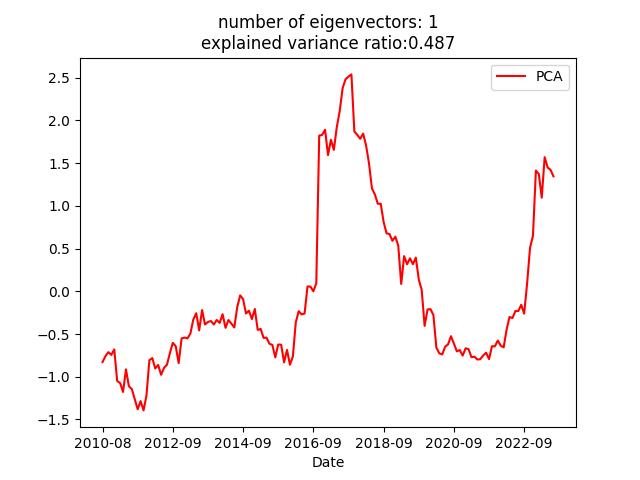 number of eigenvectors: 1
explained variance ratio:0.487
PCA
2.5
2.0
1.5
1.0
0.5
0.0
−0.5
−1.0
−1.5
2010-08 2012-09 2014-09 2016-09 2018-09 2020-09 2022-09
Date